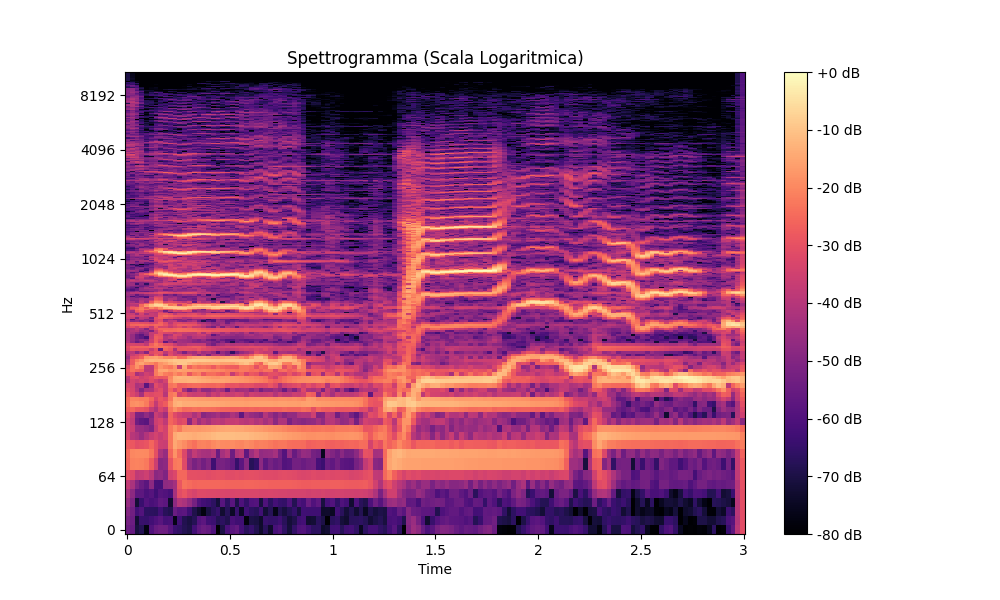 Spettrogramma (Scala Logaritmica)
Hz
8192
4096
2048
1024
512
256
128
64
0
0 0.5 1 1.5 2 2.5 3
Time
+0 dB
-10 dB
-20 dB
-30 dB
-40 dB
-50 dB
-60 dB
-70 dB
-80 dB